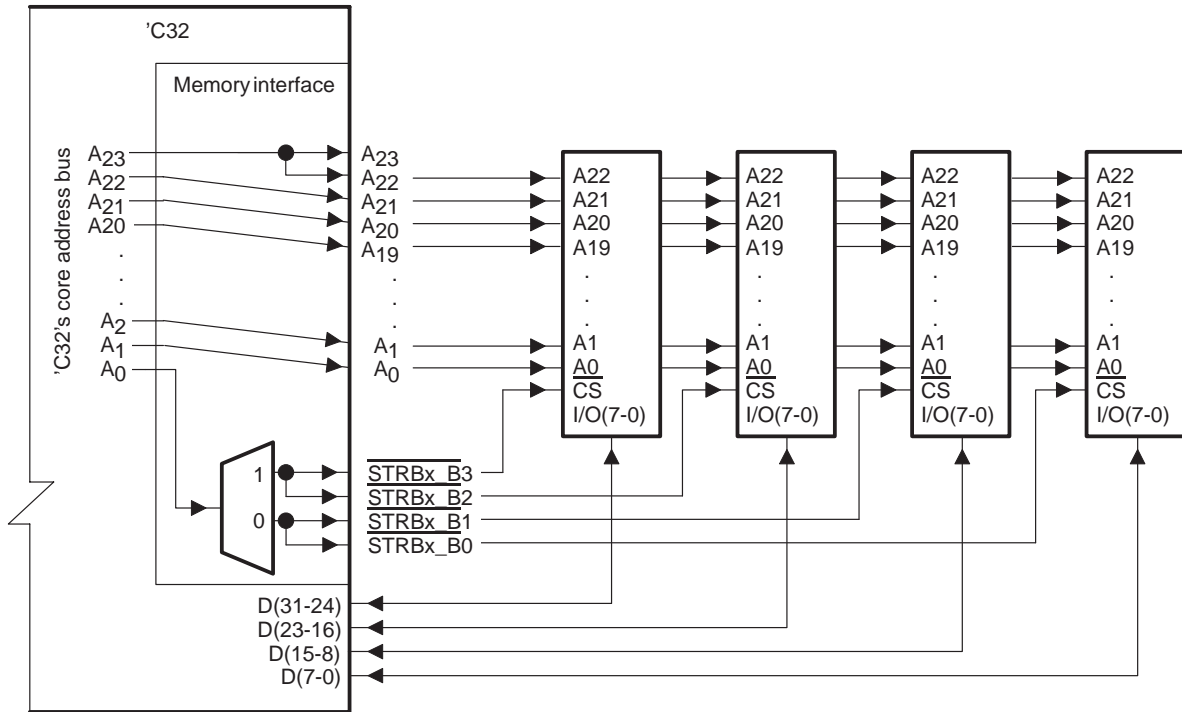 'C32
Memory interface
'C32's core address bus
A23
A22
A21
A20
.
.
.
A2
A1
A0
1
0
A23
A22
A21
A20
A19
.
.
.
A1
A0
STRBx_B3
STRBx_B2
STRBx_B1
STRBx_B0
D(31-24)
D(23-16)
D(15-8)
D(7-0)
A22
A21
A20
A19
.
.
.
A1
A0
CS
I/O(7-0)
A22
A21
A20
A19
.
.
.
A1
A0
CS
I/O(7-0)
A22
A21
A20
A19
.
.
.
A1
A0
CS
I/O(7-0)
A22
A21
A20
A19
.
.
.
A1
A0
CS
I/O(7-0)